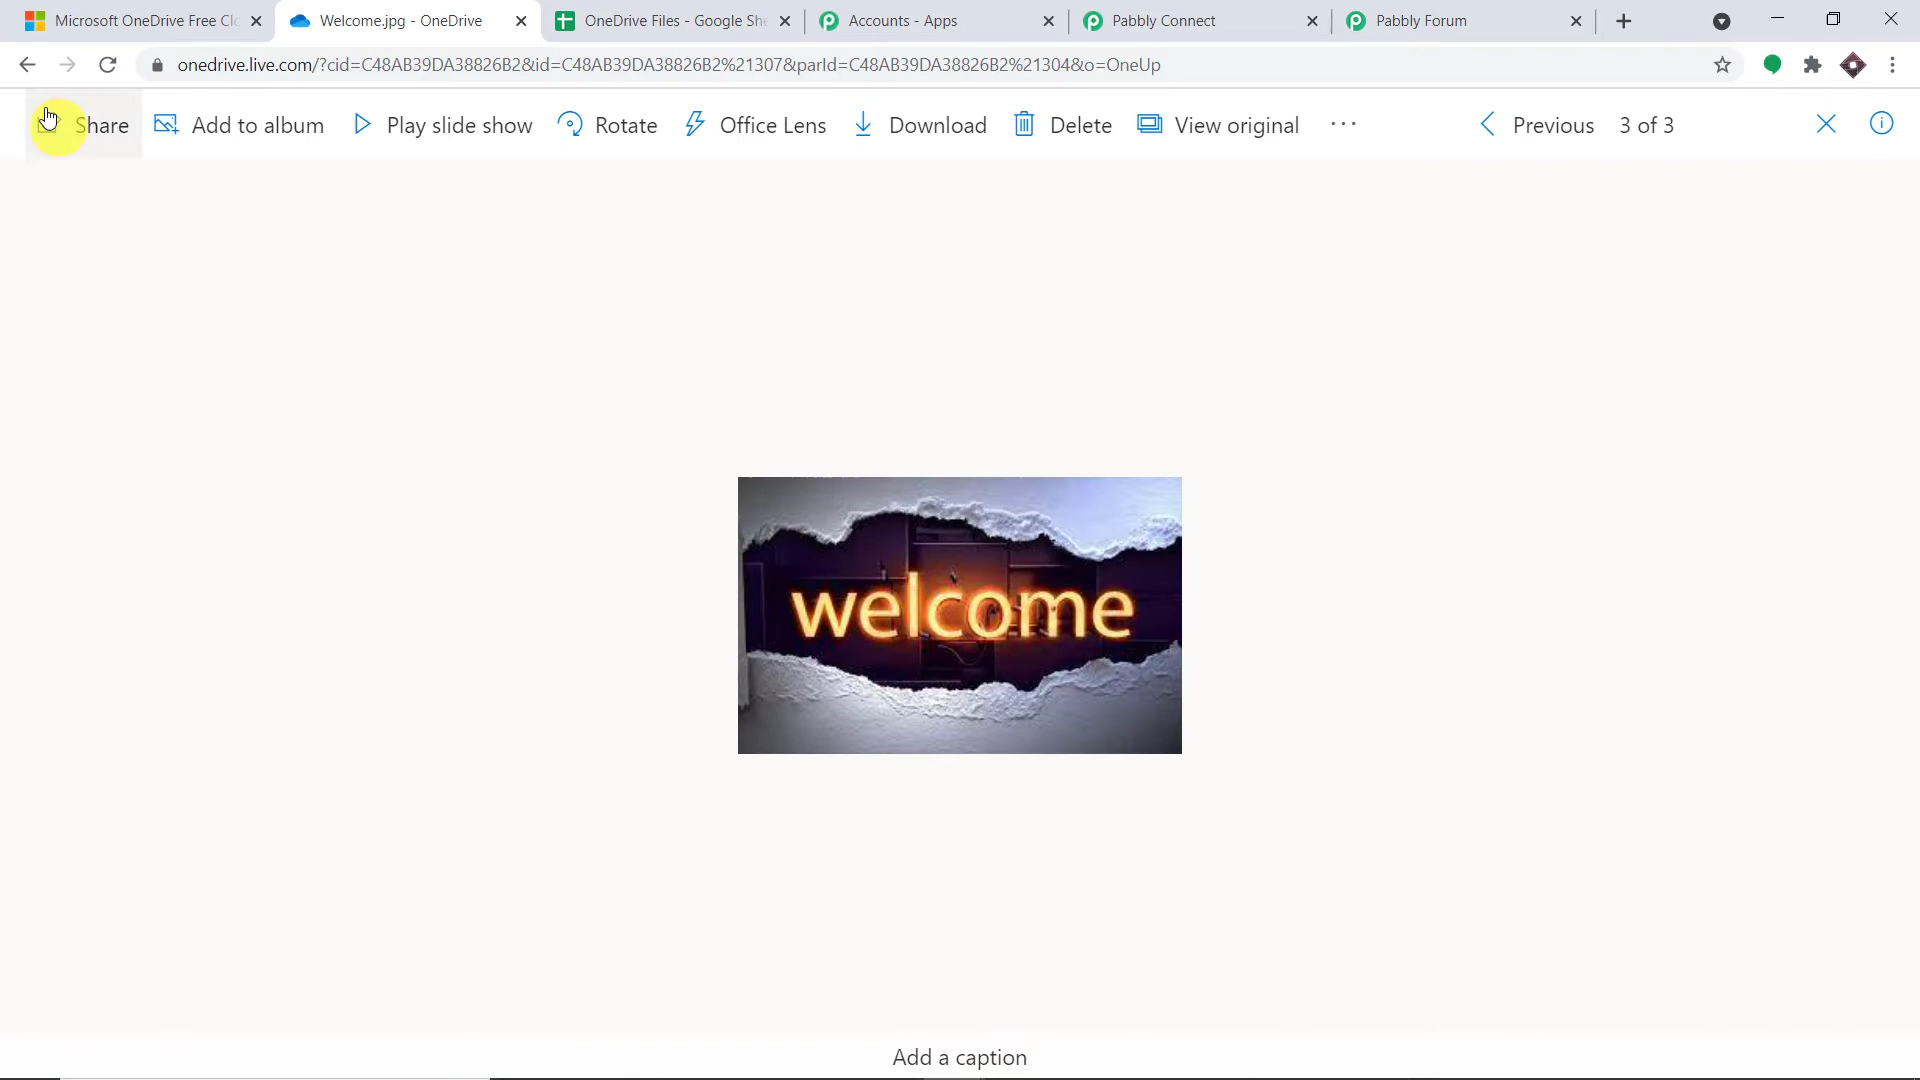 Microsoft OneDrive Free Clo
Welcome.jpg - OneDrive
OneDrive Files - Google She
Accounts - Apps
Pabbly Connect
Pabbly Forum
onedrive.live.com/?cid=C48AB39DA38826B2&id=C48AB39DA38826B2%21307&parId=C48AB39DA38826B2%21304&o=OneUp
Share
Add to album
Play slide show
Rotate
Office Lens
Download
Delete
View original
Previous
3 of 3
welcome
Add a caption